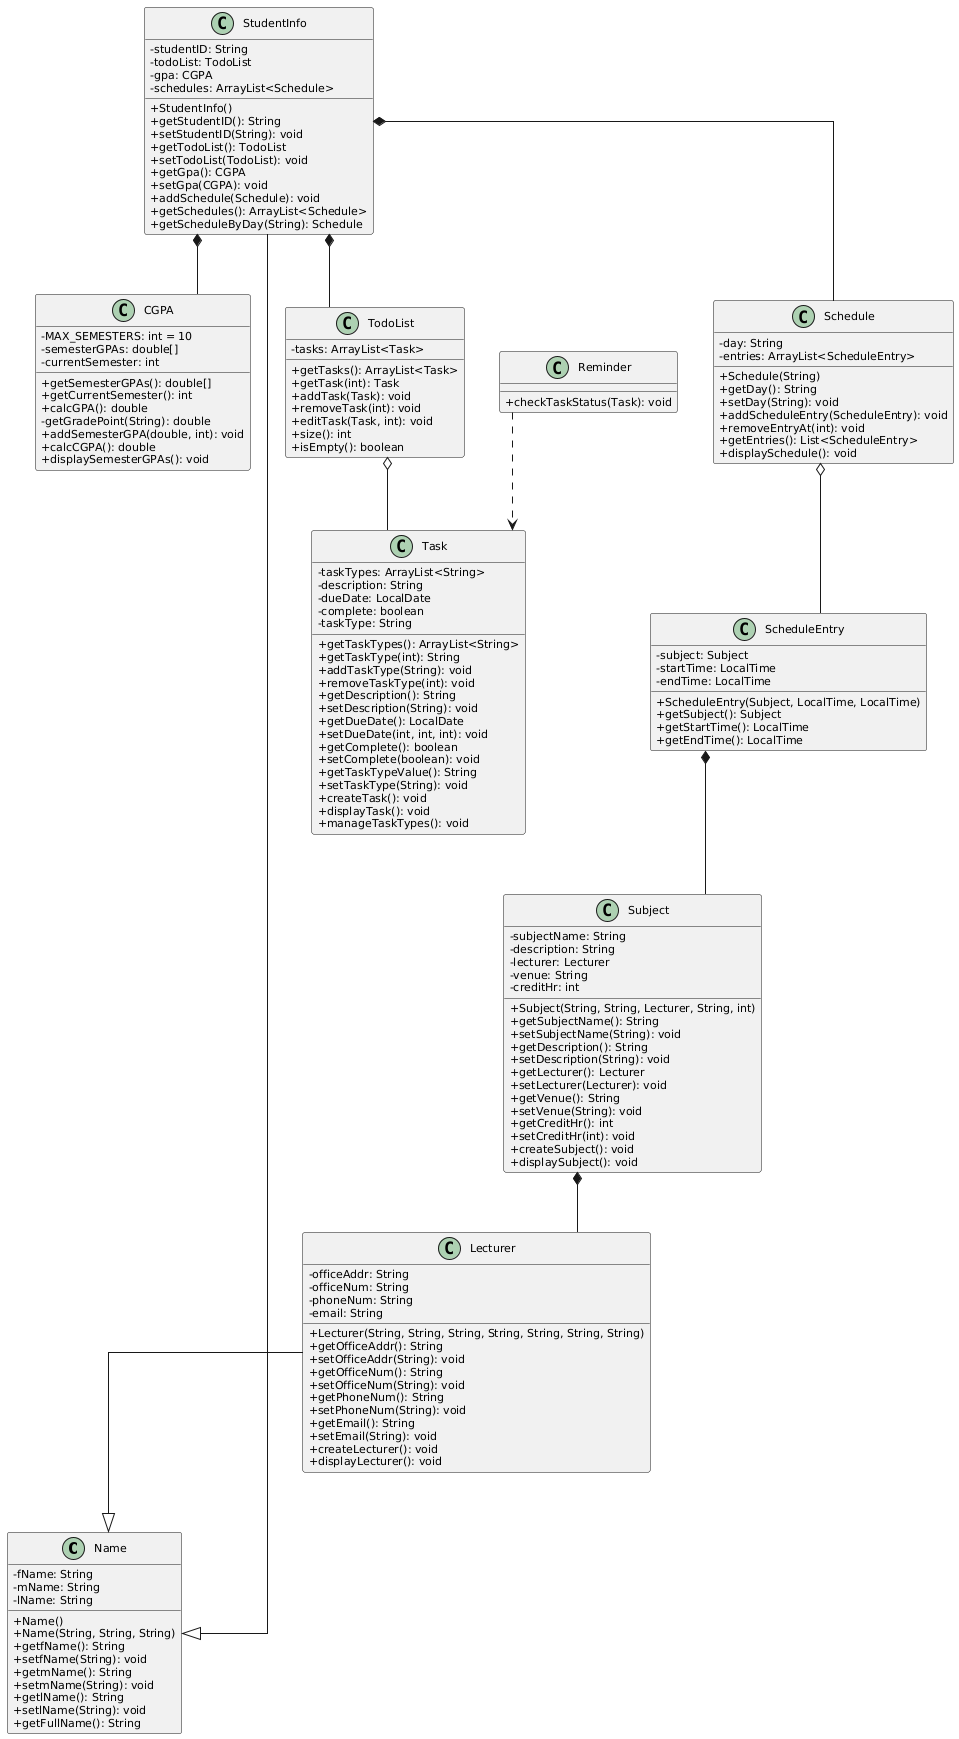 C StudentInfo
-studentID: String
-todoList: TodoList
-gpa: CGPA
-schedules: ArrayList<Schedule>
+StudentInfo()
+getStudentID(): String
+setStudentID(String): void
+getTodoList(): TodoList
+setTodoList(TodoList): void
+getGpa(): CGPA
+setGpa(CGPA): void
+addSchedule(Schedule): void
+getSchedules(): ArrayList<Schedule>
+getScheduleByDay(String): Schedule
C CGPA
-MAX_SEMESTERS: int = 10
-semesterGPAs: double[]
-currentSemester: int
+getSemesterGPAs(): double[]
+getCurrentSemester(): int
+calcGPA(): double
-getGradePoint(String): double
+addSemesterGPA(double, int): void
+calcCGPA(): double
+displaySemesterGPAs(): void
C TodoList
-tasks: ArrayList<Task>
+getTasks(): ArrayList<Task>
+getTask(int): Task
+addTask(Task): void
+removeTask(int): void
+editTask(Task, int): void
+size(): int
+isEmpty(): boolean
C Reminder
+checkTaskStatus(Task): void
C Schedule
-day: String
-entries: ArrayList<ScheduleEntry>
+Schedule(String)
+getDay(): String
+setDay(String): void
+addScheduleEntry(ScheduleEntry): void
+removeEntryAt(int): void
+getEntries(): List<ScheduleEntry>
+displaySchedule(): void
C Task
-taskTypes: ArrayList<String>
-description: String
-dueDate: LocalDate
-complete: boolean
-taskType: String
+getTaskTypes(): ArrayList<String>
+getTaskType(int): String
+addTaskType(String): void
+removeTaskType(int): void
+getDescription(): String
+setDescription(String): void
+getDueDate(): LocalDate
+setDueDate(int, int, int): void
+getComplete(): boolean
+setComplete(boolean): void
+getTaskTypeValue(): String
+setTaskType(String): void
+createTask(): void
+displayTask(): void
+manageTaskTypes(): void
C ScheduleEntry
-subject: Subject
-startTime: LocalTime
-endTime: LocalTime
+ScheduleEntry(Subject, LocalTime, LocalTime)
+getSubject(): Subject
+getStartTime(): LocalTime
+getEndTime(): LocalTime
C Subject
-subjectName: String
-description: String
-lecturer: Lecturer
-venue: String
-creditHr: int
+Subject(String, String, Lecturer, String, int)
+getSubjectName(): String
+setSubjectName(String): void
+getDescription(): String
+setDescription(String): void
+getLecturer(): Lecturer
+setLecturer(Lecturer): void
+getVenue(): String
+setVenue(String): void
+getCreditHr(): int
+setCreditHr(int): void
+createSubject(): void
+displaySubject(): void
C Lecturer
-officeAddr: String
-officeNum: String
-phoneNum: String
-email: String
+Lecturer(String, String, String, String, String, String, String)
+getOfficeAddr(): String
+setOfficeAddr(String): void
+getOfficeNum(): String
+setOfficeNum(String): void
+getPhoneNum(): String
+setPhoneNum(String): void
+getEmail(): String
+setEmail(String): void
+createLecturer(): void
+displayLecturer(): void
C Name
-fName: String
-mName: String
-lName: String
+Name()
+Name(String, String, String)
+getfName(): String
+setfName(String): void
+getmName(): String
+setmName(String): void
+getlName(): String
+setlName(String): void
+getFullName(): String